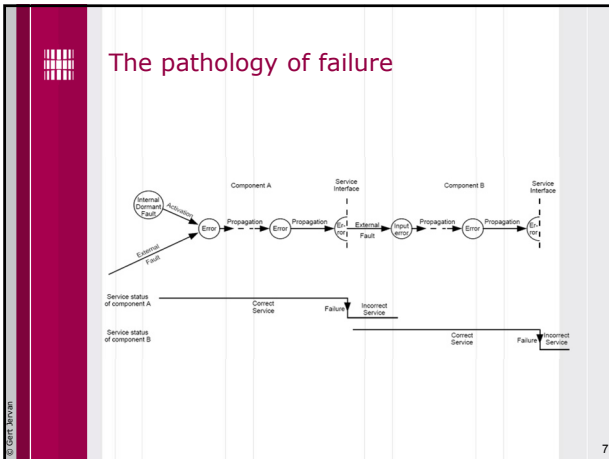 The pathology of failure
Component A
Service
Interface
Component B
Service
Interface
Internal
Dormant
Fault
Activation
Error
Propagation
Error
Propagation
Er-
ror
External
Fault
Input
error
Propagation
Error
Propagation
Er-
ror
External
Fault
Service status
of component A
Correct
Service
Failure
Incorrect
Service
Service status
of component B
Correct
Service
Failure
Incorrect
Service
© Gert Jervan
7